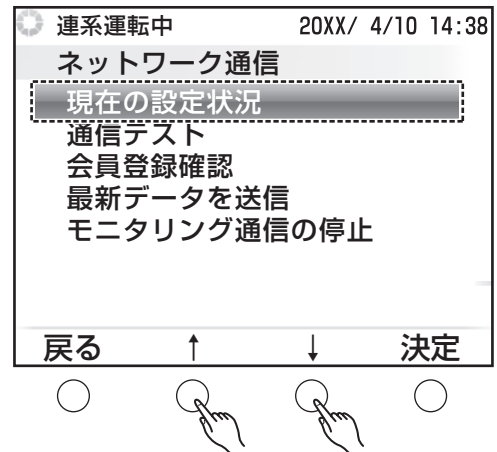 連系運転中 20XX/ 4/10 14:38
ネットワーク通信
現在の設定状況
通信テスト
会員登録確認
最新データを送信
モニタリング通信の停止
戻る ↑ ↓ 決定